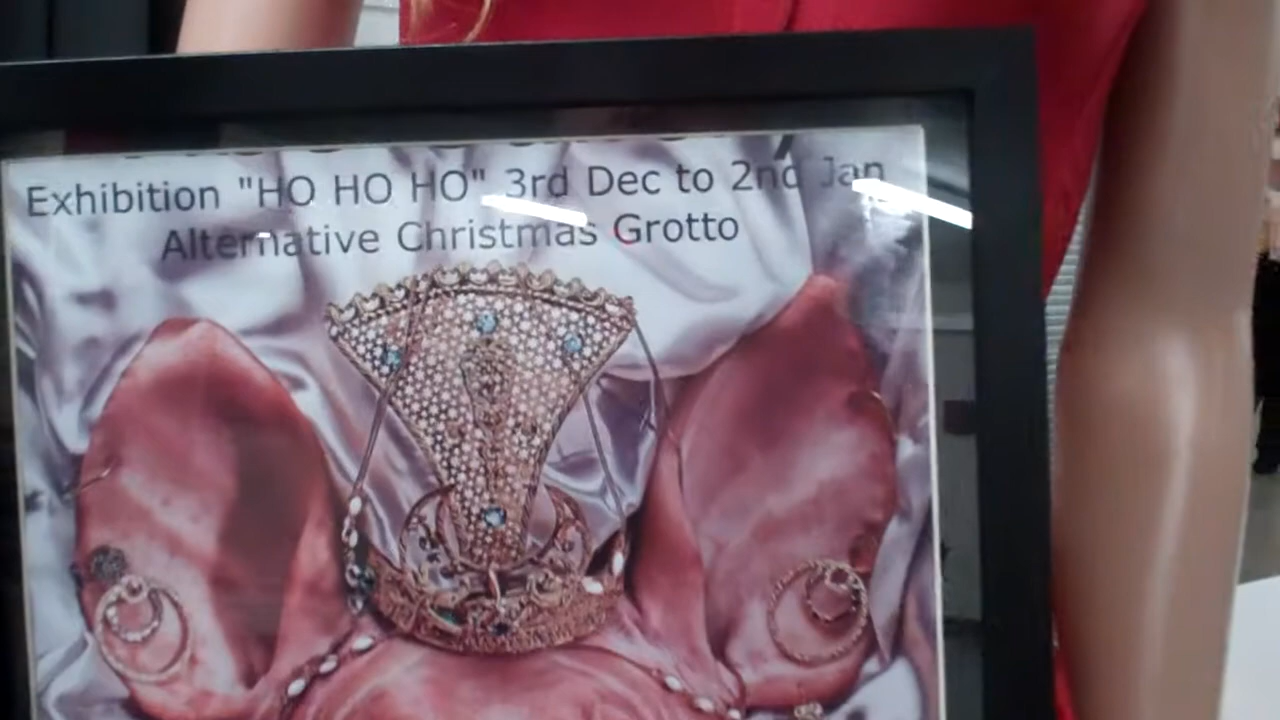 Exhibition "HO HO HO" 3rd Dec to 2nd Jan
Alternative Christmas Grotto